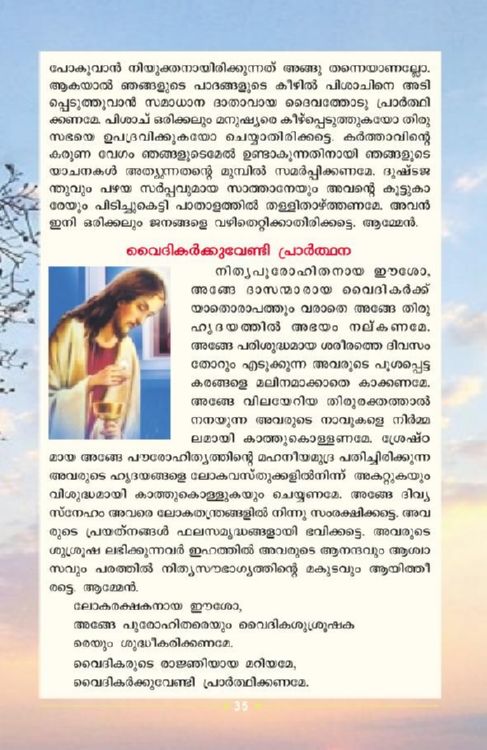 പോകുവാൻ നിയുക്തനായിരിക്കുന്നത് അങ്ങു തന്നെയാണല്ലോ.
ആകയാൽ ഞങ്ങളുടെ പാദങ്ങളുടെ കീഴിൽ പിശാചിനെ അടി
പ്പെടുത്തുവാൻ സമാധാന ദാതാവായ ദൈവത്തോടു പ്രാർത്ഥി
ക്കണമേ. പിശാച് ഒരിക്കലും മനുഷ്യരെ കീഴ്പ്പെടുത്തുകയോ തിരു
സഭയെ ഉപദ്രവിക്കുകയോ ചെയ്യാതിരിക്കട്ടെ. കർത്താവിന്റെ
കരുണ വേഗം ഞങ്ങളുടെമേൽ ഉണ്ടാകുന്നതിനായി ഞങ്ങളുടെ
യാചനകൾ അത്യുന്നതന്റെ മുമ്പിൽ സമർപ്പിക്കണമേ. ദുഷ്ടജ
ന്തുവും പഴയ സർപ്പവുമായ സാത്താനേയും അവന്റെ കൂട്ടുകാ
രേയും പിടിച്ചുകെട്ടി പാതാളത്തിൽ തള്ളിതാഴ്ത്തണമേ. അവൻ
ഇനി ഒരിക്കലും ജനങ്ങളെ വഴിതെറ്റിക്കാതിരിക്കട്ടെ. ആമ്മേൻ.
വൈദികർക്കുവേണ്ടി പ്രാർത്ഥന
നിത്യപുരോഹിതനായ ഈശോ,
അങ്ങേ ദാസന്മാരായ വൈദികർക്ക്
യാതൊരാപത്തും വരാതെ അങ്ങേ തിരു
ഹൃദയത്തിൽ അഭയം നല്കണമേ.
അങ്ങേ പരിശുദ്ധമായ ശരീരത്തെ ദിവസം
തോറും എടുക്കുന്ന അവരുടെ പൂശപ്പെട്ട
കരങ്ങളെ മലിനമാക്കാതെ കാക്കണമേ.
അങ്ങേ വിലയേറിയ തിരുരക്തത്താൽ
നനയുന്ന അവരുടെ നാവുകളെ നിർമ്മ
ലമായി കാത്തുകൊള്ളണമേ. ശ്രേഷ്ഠ
മായ അങ്ങേ പൗരോഹിത്യത്തിന്റെ മഹനീയമുദ്ര പതിച്ചിരിക്കുന്ന
അവരുടെ ഹൃദയങ്ങളെ ലോകവസ്തുക്കളിൽനിന്ന് അകറ്റുകയും
വിശുദ്ധമായി കാത്തുകൊള്ളുകയും ചെയ്യണമേ. അങ്ങേ ദിവ്യ
സ്നേഹം അവരെ ലോകതന്ത്രങ്ങളിൽ നിന്നു സംരക്ഷിക്കട്ടെ. അവ
രുടെ പ്രയത്നങ്ങൾ ഫലസമൃദ്ധങ്ങളായി ഭവിക്കട്ടെ. അവരുടെ
ശുശ്രൂഷ ലഭിക്കുന്നവർ ഇഹത്തിൽ അവരുടെ ആനന്ദവും ആശ്വാ
സവും പരത്തിൽ നിത്യസൗഭാഗ്യത്തിന്റെ മകുടവും ആയിത്തീ
രട്ടെ. ആമ്മേൻ.
ലോകരക്ഷകനായ ഈശോ,
അങ്ങേ പുരോഹിതരെയും വൈദികശുശ്രൂഷക
രെയും ശുദ്ധീകരിക്കണമേ.
വൈദികരുടെ രാജ്ഞിയായ മറിയമേ,
വൈദികർക്കുവേണ്ടി പ്രാർത്ഥിക്കണമേ.
35